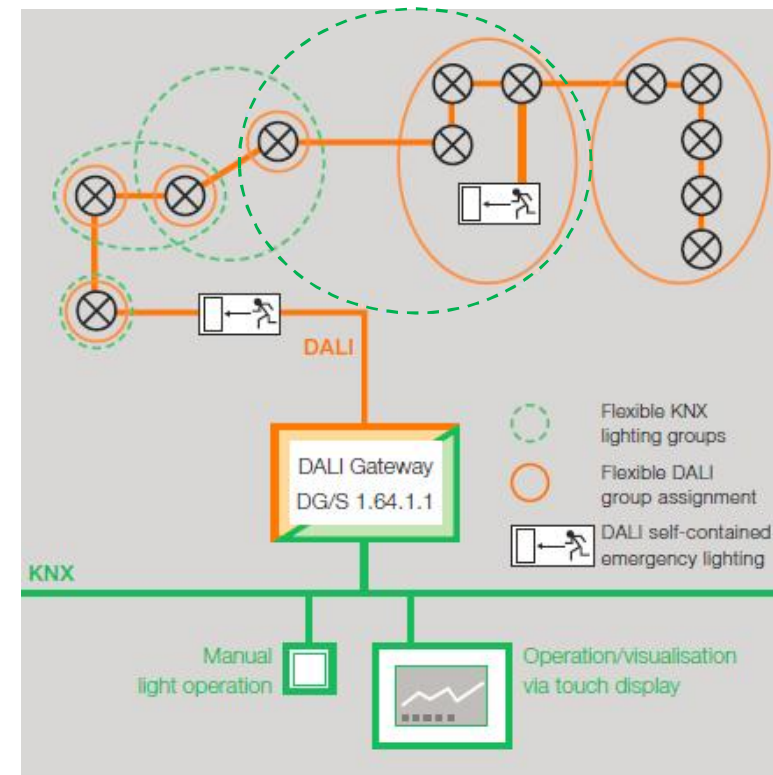 DALI
DALI Gateway
DG/S 1.64.1.1
Flexible KNX
lighting groups
Flexible DALI
group assignment
DALI self-contained
emergency lighting
KNX
Manual
light operation
Operation/visualisation
via touch display